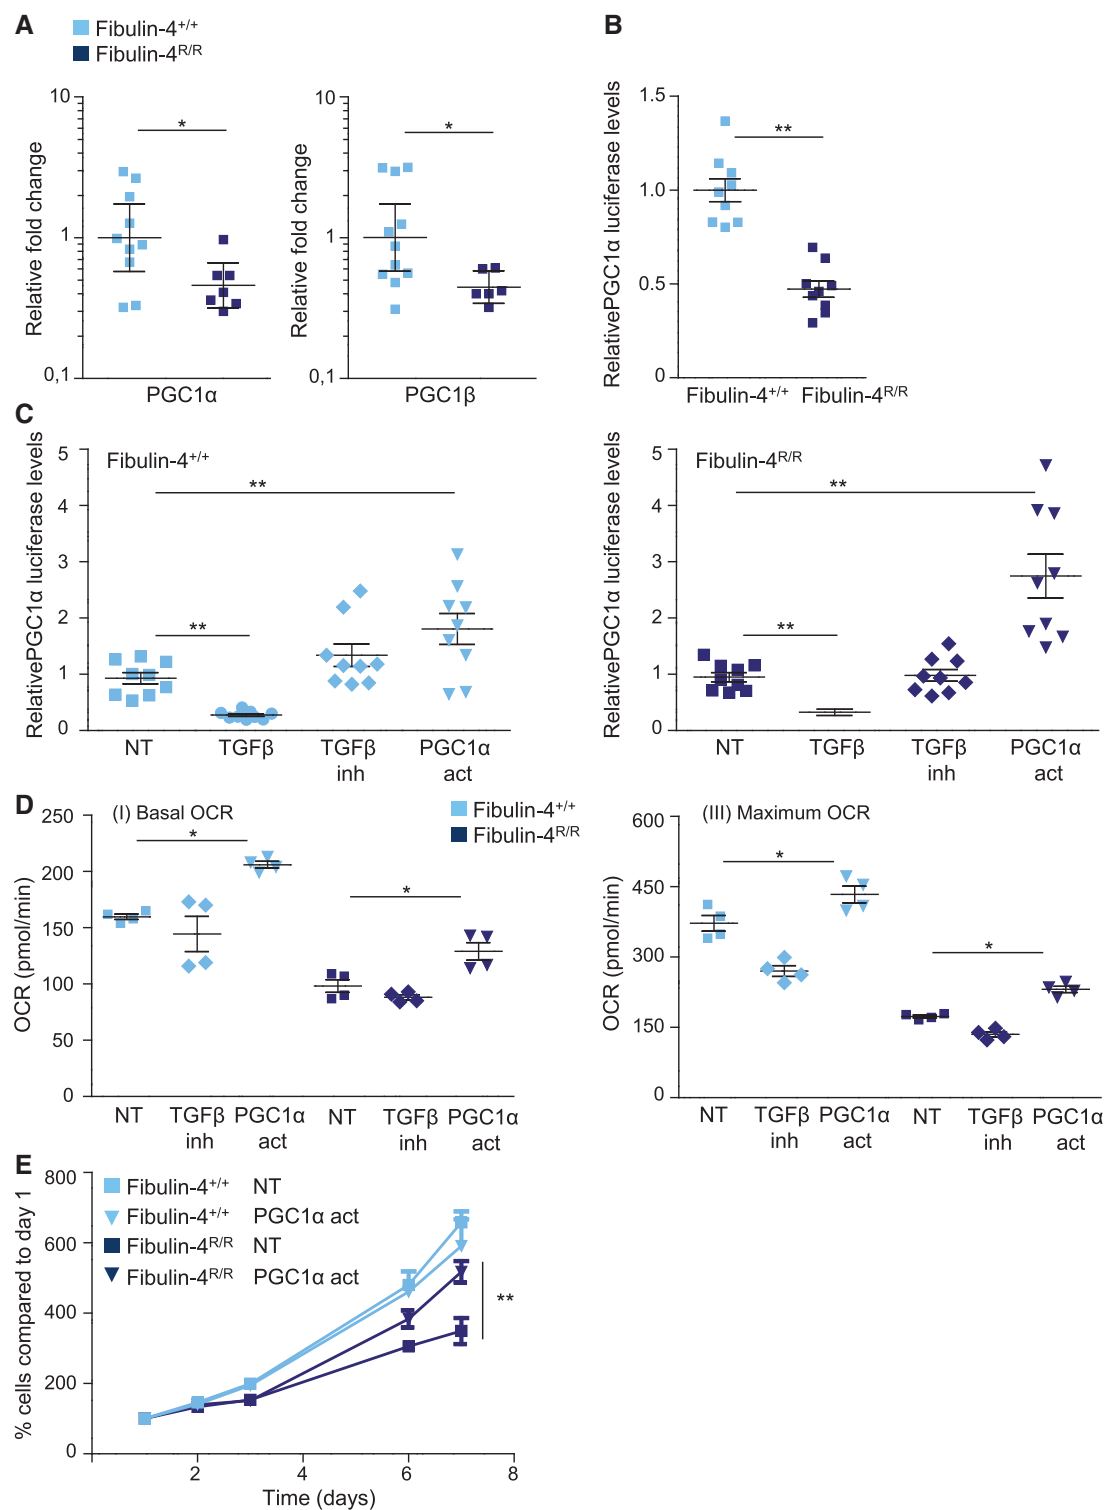 A
Fibulin-4+/+
Fibulin-4R/R
10
1
0,1
Relative fold change
*
PGC1α
10
1
0,1
Relative fold change
*
PGC1β
B
1.5
1.0
0.5
0
RelativePGC1α luciferase levels
**
Fibulin-4+/+
Fibulin-4R/R
C
Fibulin-4+/+
5
4
3
2
1
0
RelativePGC1α luciferase levels
**
**
NT
TGFβ
TGFβ
inh
PGC1α
act
Fibulin-4R/R
5
4
3
2
1
0
RelativePGC1α luciferase levels
**
**
NT
TGFβ
TGFβ
inh
PGC1α
act
D
(I) Basal OCR
Fibulin-4+/+
Fibulin-4R/R
250
200
150
100
50
0
OCR (pmol/min)
*
*
NT
TGFβ
inh
PGC1α
act
NT
TGFβ
inh
PGC1α
act
(III) Maximum OCR
600
450
300
150
0
OCR (pmol/min)
*
*
NT
TGFβ
inh
PGC1α
act
NT
TGFβ
inh
PGC1α
act
E
Fibulin-4+/+ NT
Fibulin-4+/+ PGC1α act
Fibulin-4R/R NT
Fibulin-4R/R PGC1α act
800
600
400
200
0
% cells compared to day 1
**
2 4 6 8
Time (days)